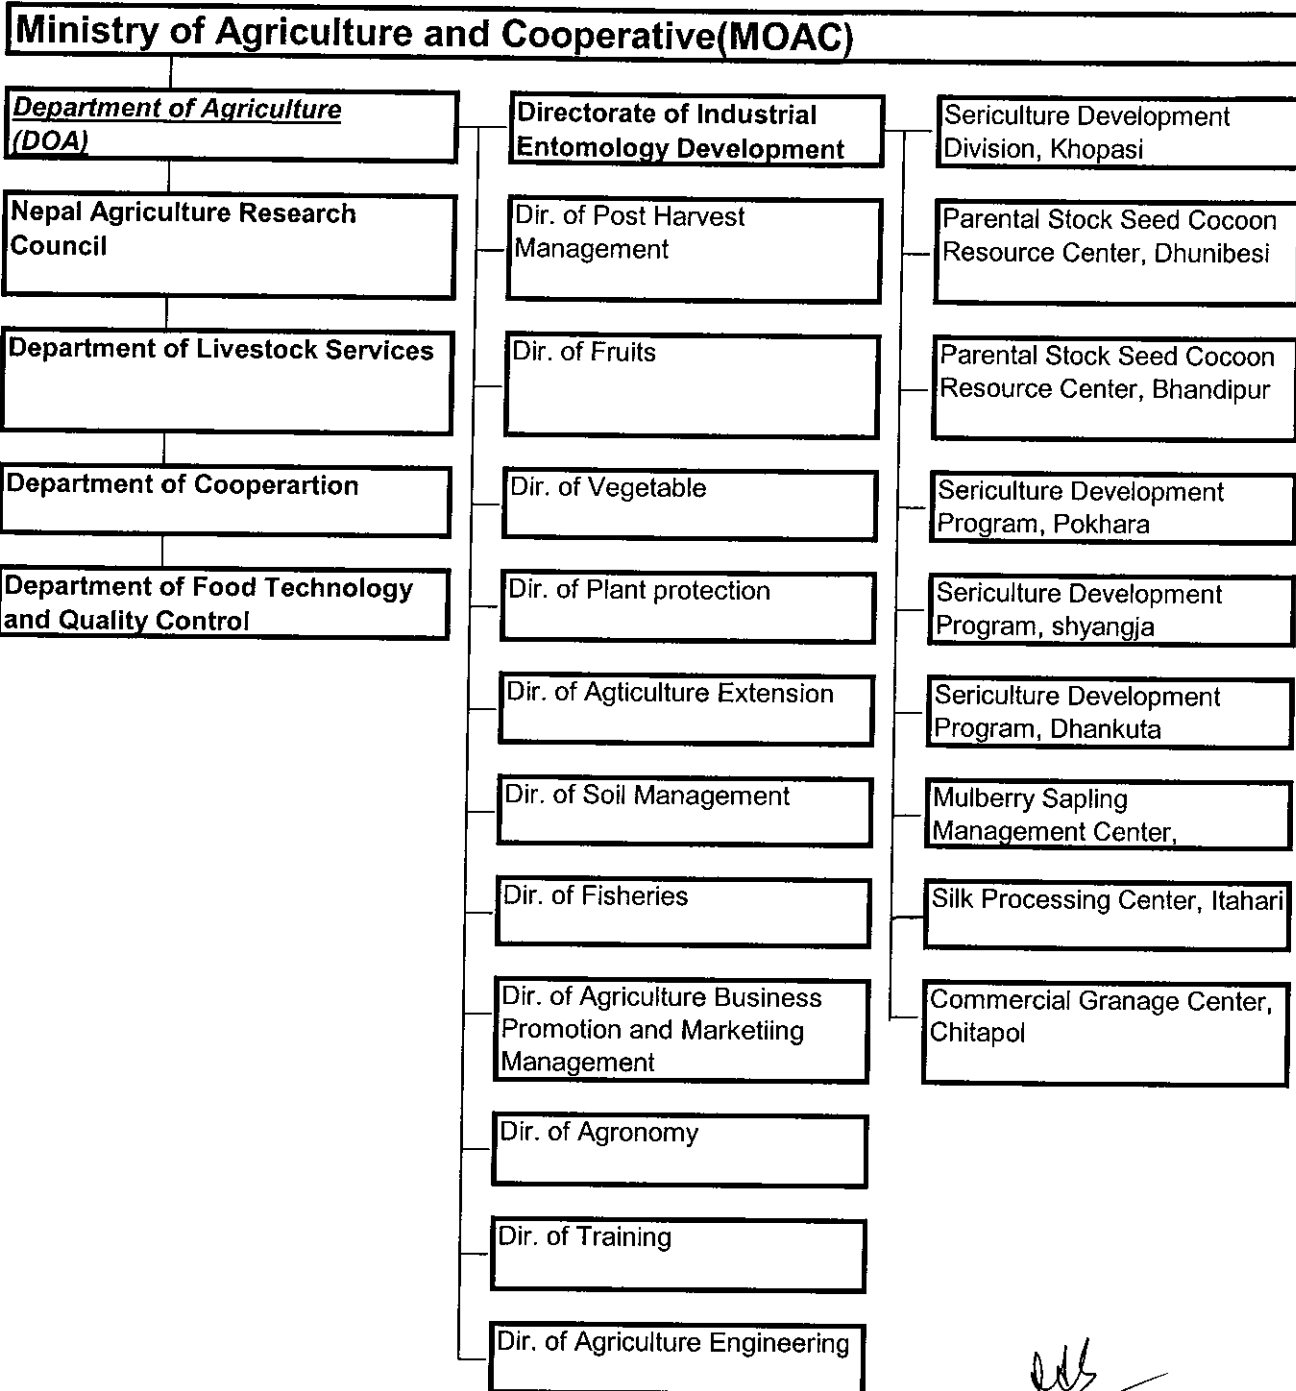 Ministry of Agriculture and Cooperative(MOAC)
Department of Agriculture
(DOA)
Nepal Agriculture Research
Council
Department of Livestock Services
Department of Cooperartion
Department of Food Technology
and Quality Control
Directorate of Industrial
Entomology Development
Dir. of Post Harvest
Management
Dir. of Fruits
Dir. of Vegetable
Dir. of Plant protection
Dir. of Agticulture Extension
Dir. of Soil Management
Dir. of Fisheries
Dir. of Agriculture Business
Promotion and Marketiing
Management
Dir. of Agronomy
Dir. of Training
Dir. of Agriculture Engineering
Sericulture Development
Division, Khopasi
Parental Stock Seed Cocoon
Resource Center, Dhunibesi
Parental Stock Seed Cocoon
Resource Center, Bhandipur
Sericulture Development
Program, Pokhara
Sericulture Development
Program, shyangja
Sericulture Development
Program, Dhankuta
Mulberry Sapling
Management Center,
Silk Processing Center, Itahari
Commercial Granage Center,
Chitapol